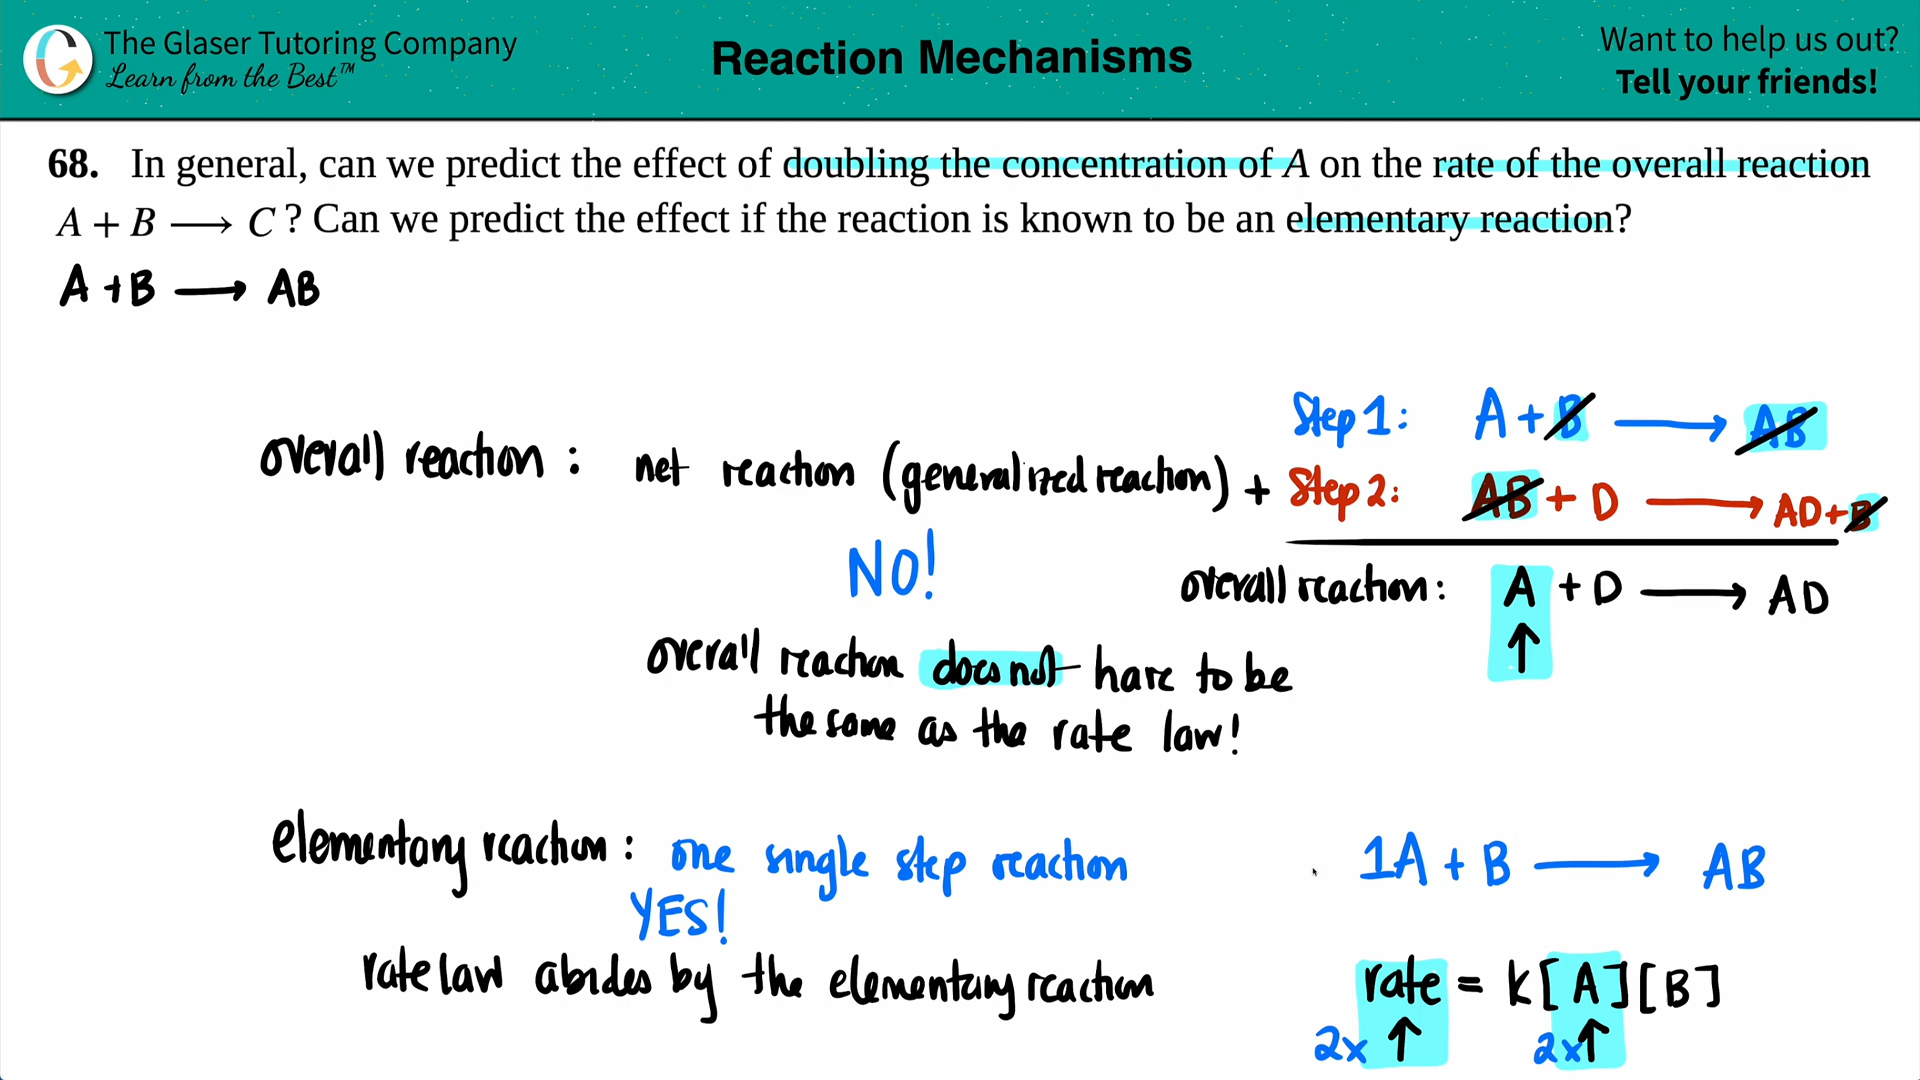 The Glaser Tutoring Company
Learn from the Best™
Reaction Mechanisms
Want to help us out?
Tell your friends!
68. In general, can we predict the effect of doubling the concentration of A on the rate of the overall reaction
A + B ⟶ C ? Can we predict the effect if the reaction is known to be an elementary reaction?
A + B ⟶ AB
Step 1: A + B ⟶ AB
overall reaction : net reaction (generalized reaction) + Step 2: AB + D ⟶ AD + B
NO!
overall reaction : A + D ⟶ AD
↑
overall reaction does not have to be
the same as the rate law!
elementary reaction : one single step reaction
1A + B ⟶ AB
YES!
rate law abides by the elementary reaction
rate = k[A][B]
2x ↑ 2x ↑